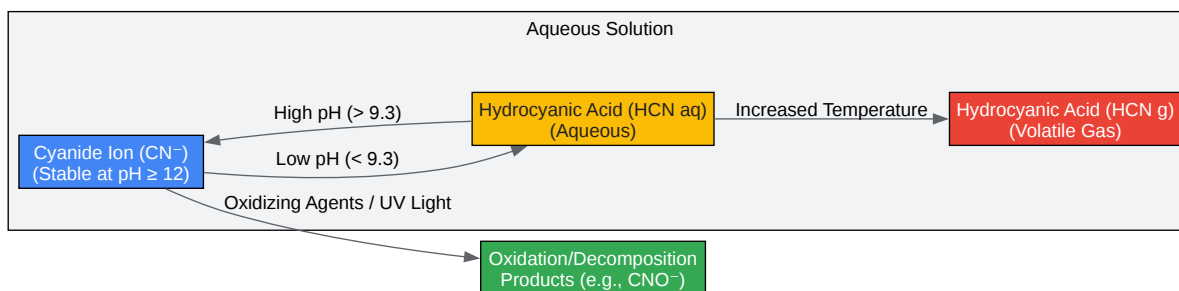 Aqueous Solution
High pH (> 9.3)
Hydrocyanic Acid (HCN aq)
(Aqueous)
Increased Temperature
Hydrocyanic Acid (HCN g)
(Volatile Gas)
Cyanide Ion (CN⁻)
(Stable at pH ≥ 12)
Low pH (< 9.3)
Oxidizing Agents / UV Light
Oxidation/Decomposition
Products (e.g., CNO⁻)